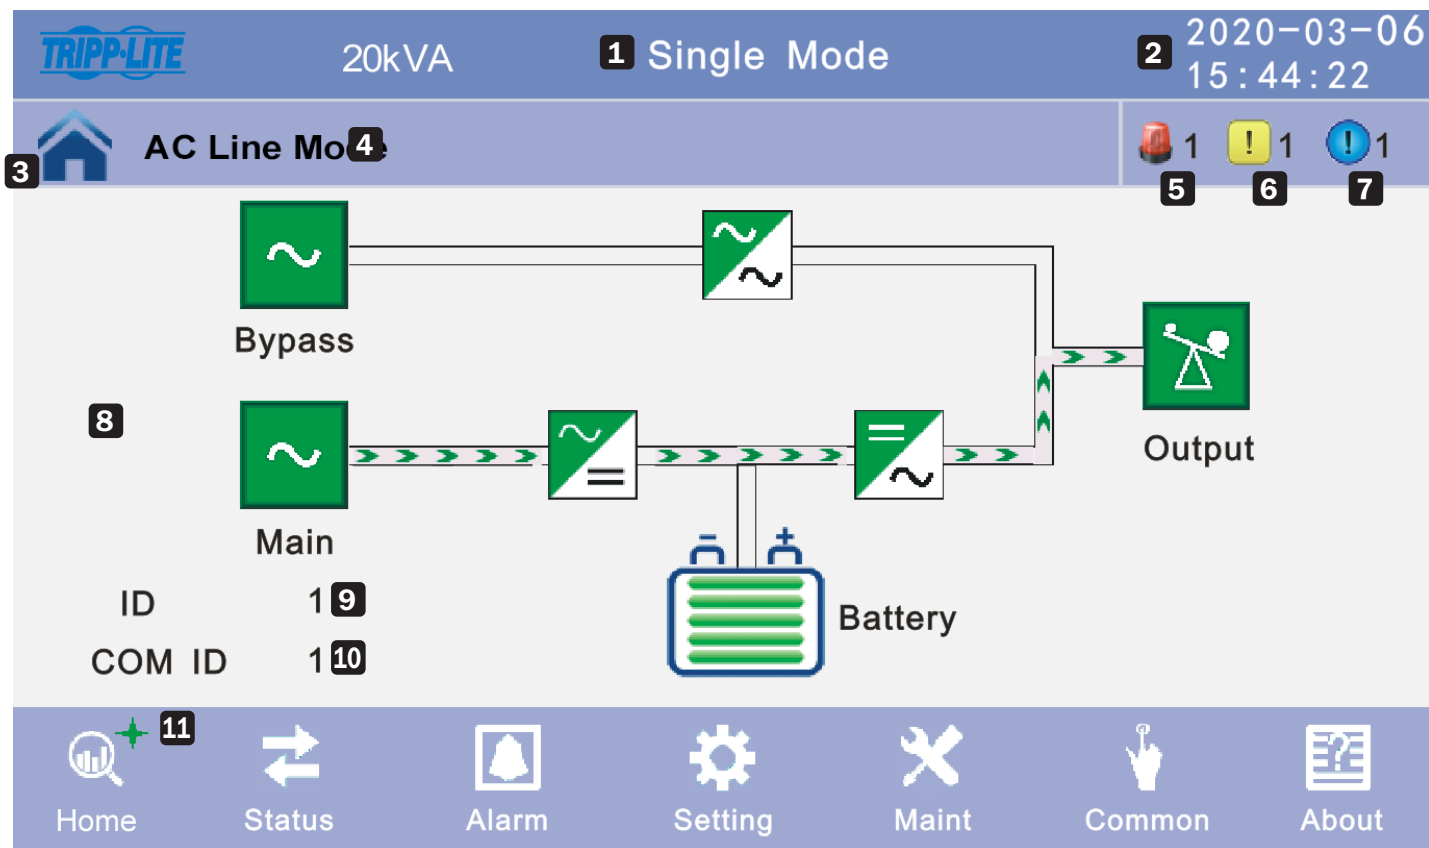 TRIPP·LITE 20kVA 1 Single Mode 2 2020-03-06
15:44:22
3 AC Line Mode 4
! 1 ! 1 ! 1
5 6 7
Bypass
8
Main
Output
ID 1 9
COM ID 1 10
- +
Battery
11
Home Status Alarm Setting Maint Common ? About